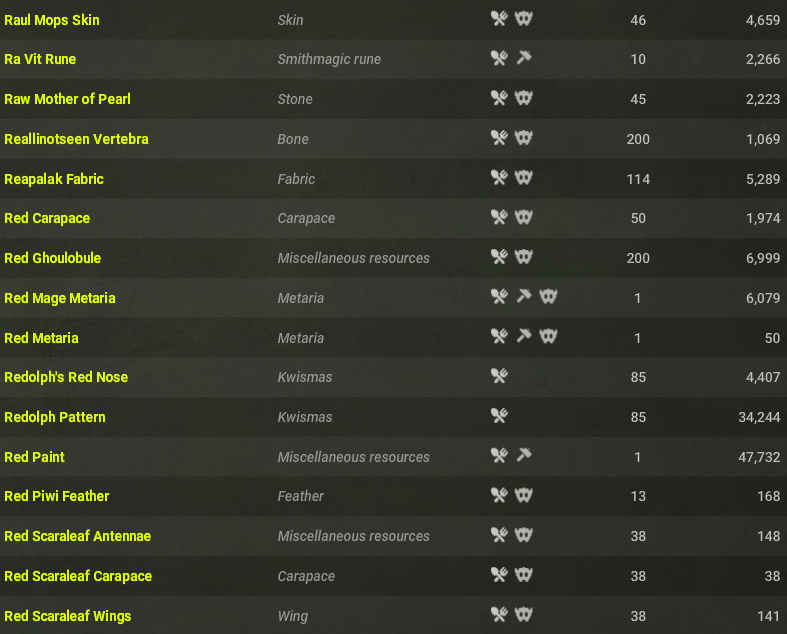 Raul Mops Skin Skin 46 4,659
Ra Vit Rune Smithmagic rune 10 2,266
Raw Mother of Pearl Stone 45 2,223
Reallinotseen Vertebra Bone 200 1,069
Reapalak Fabric Fabric 114 5,289
Red Carapace Carapace 50 1,974
Red Ghoulobule Miscellaneous resources 200 6,999
Red Mage Metaria Metaria 1 6,079
Red Metaria Metaria 1 50
Redolph's Red Nose Kwismas 85 4,407
Redolph Pattern Kwismas 85 34,244
Red Paint Miscellaneous resources 1 47,732
Red Piwi Feather Feather 13 168
Red Scaraleaf Antennae Miscellaneous resources 38 148
Red Scaraleaf Carapace Carapace 38 38
Red Scaraleaf Wings Wing 38 141